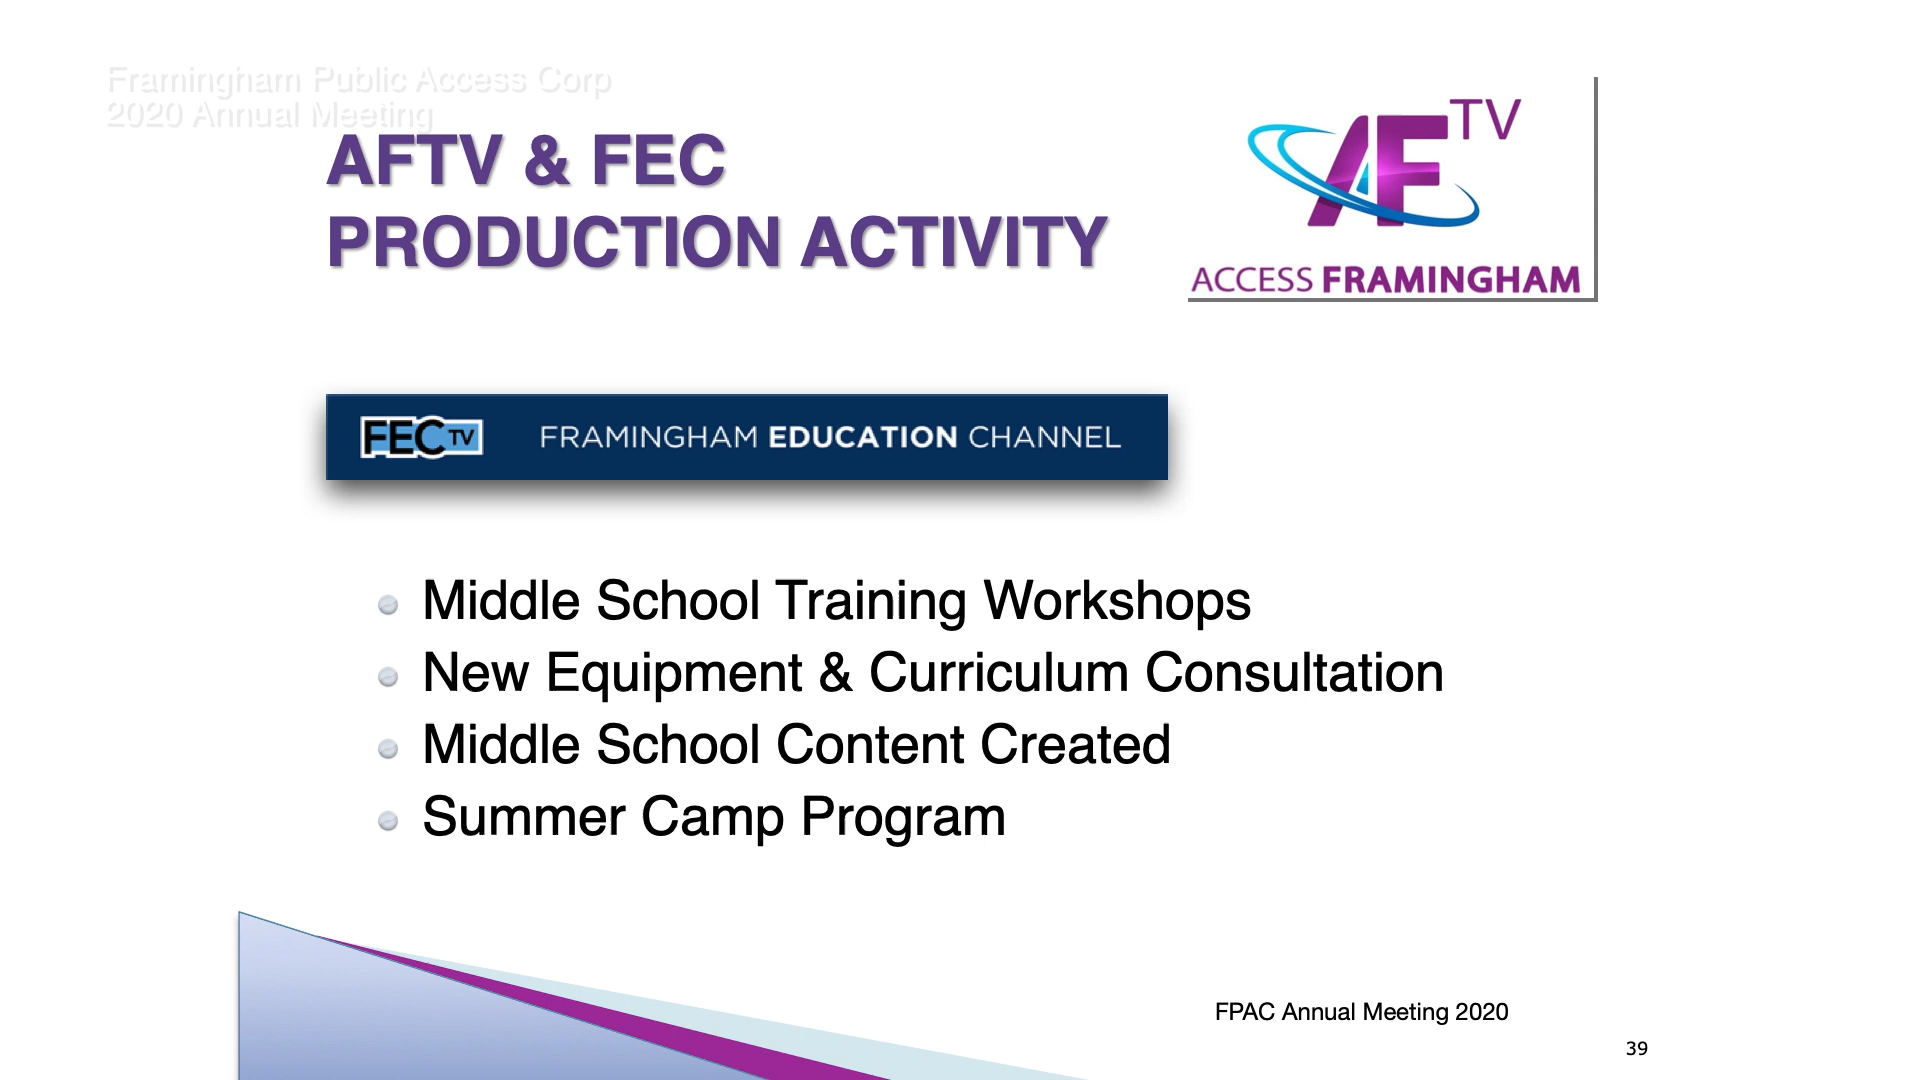 Framingham Public Access Corp
2020 Annual Meeting
AFTV & FEC
PRODUCTION ACTIVITY
AFTV
ACCESS FRAMINGHAM
FECTV FRAMINGHAM EDUCATION CHANNEL
Middle School Training Workshops
New Equipment & Curriculum Consultation
Middle School Content Created
Summer Camp Program
FPAC Annual Meeting 2020
39